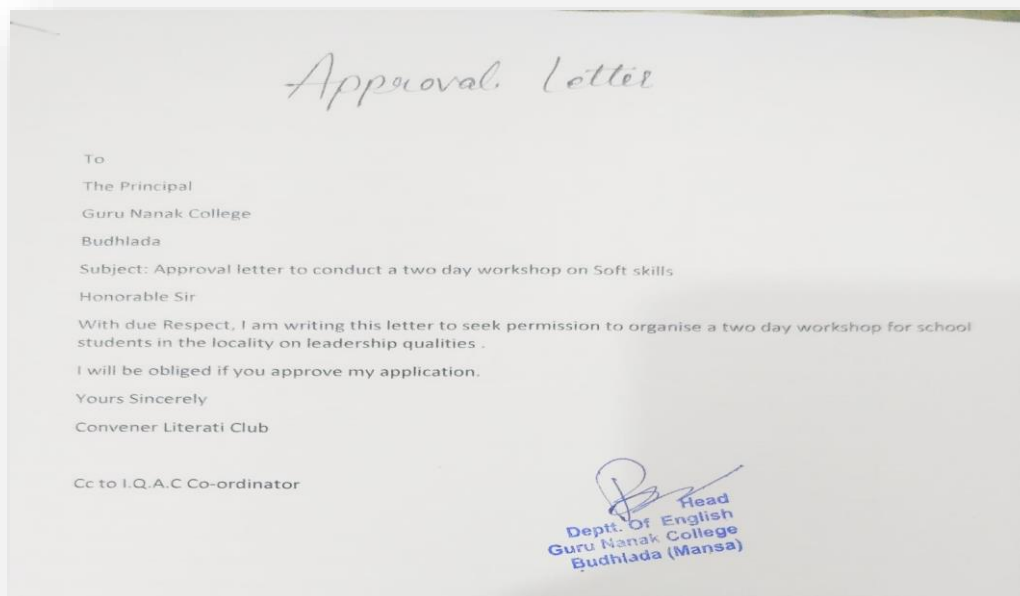 Approval Letter
To
The Principal
Guru Nanak College
Budhlada
Subject: Approval letter to conduct a two day workshop on Soft skills
Honorable Sir
With due Respect, I am writing this letter to seek permission to organise a two day workshop for school
students in the locality on leadership qualities .
I will be obliged if you approve my application.
Yours Sincerely
Convener Literati Club
Cc to I.Q.A.C Co-ordinator
Head
Deptt. Of English
Guru Nanak College
Budhlada (Mansa)